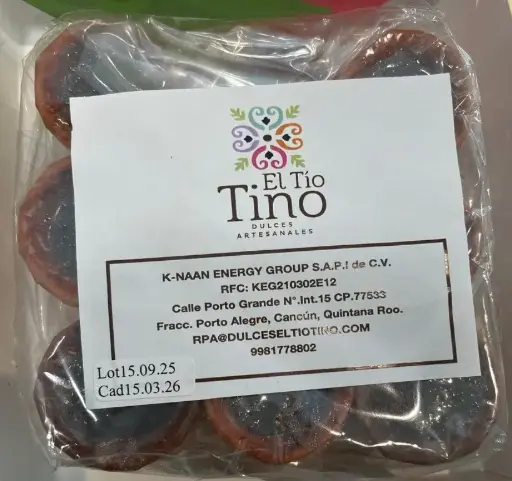 El Tío
Tino
DULCES
ARTESANALES
K-NAAN ENERGY GROUP S.A.P.I de C.V.
RFC: KEG210302E12
Calle Porto Grande N°.Int.15 CP.77533
Fracc. Porto Alegre, Cancún, Quintana Roo.
RPA@DULCESELTIOTINO.COM
9981778802
Lot15.09.25
Cad15.03.26